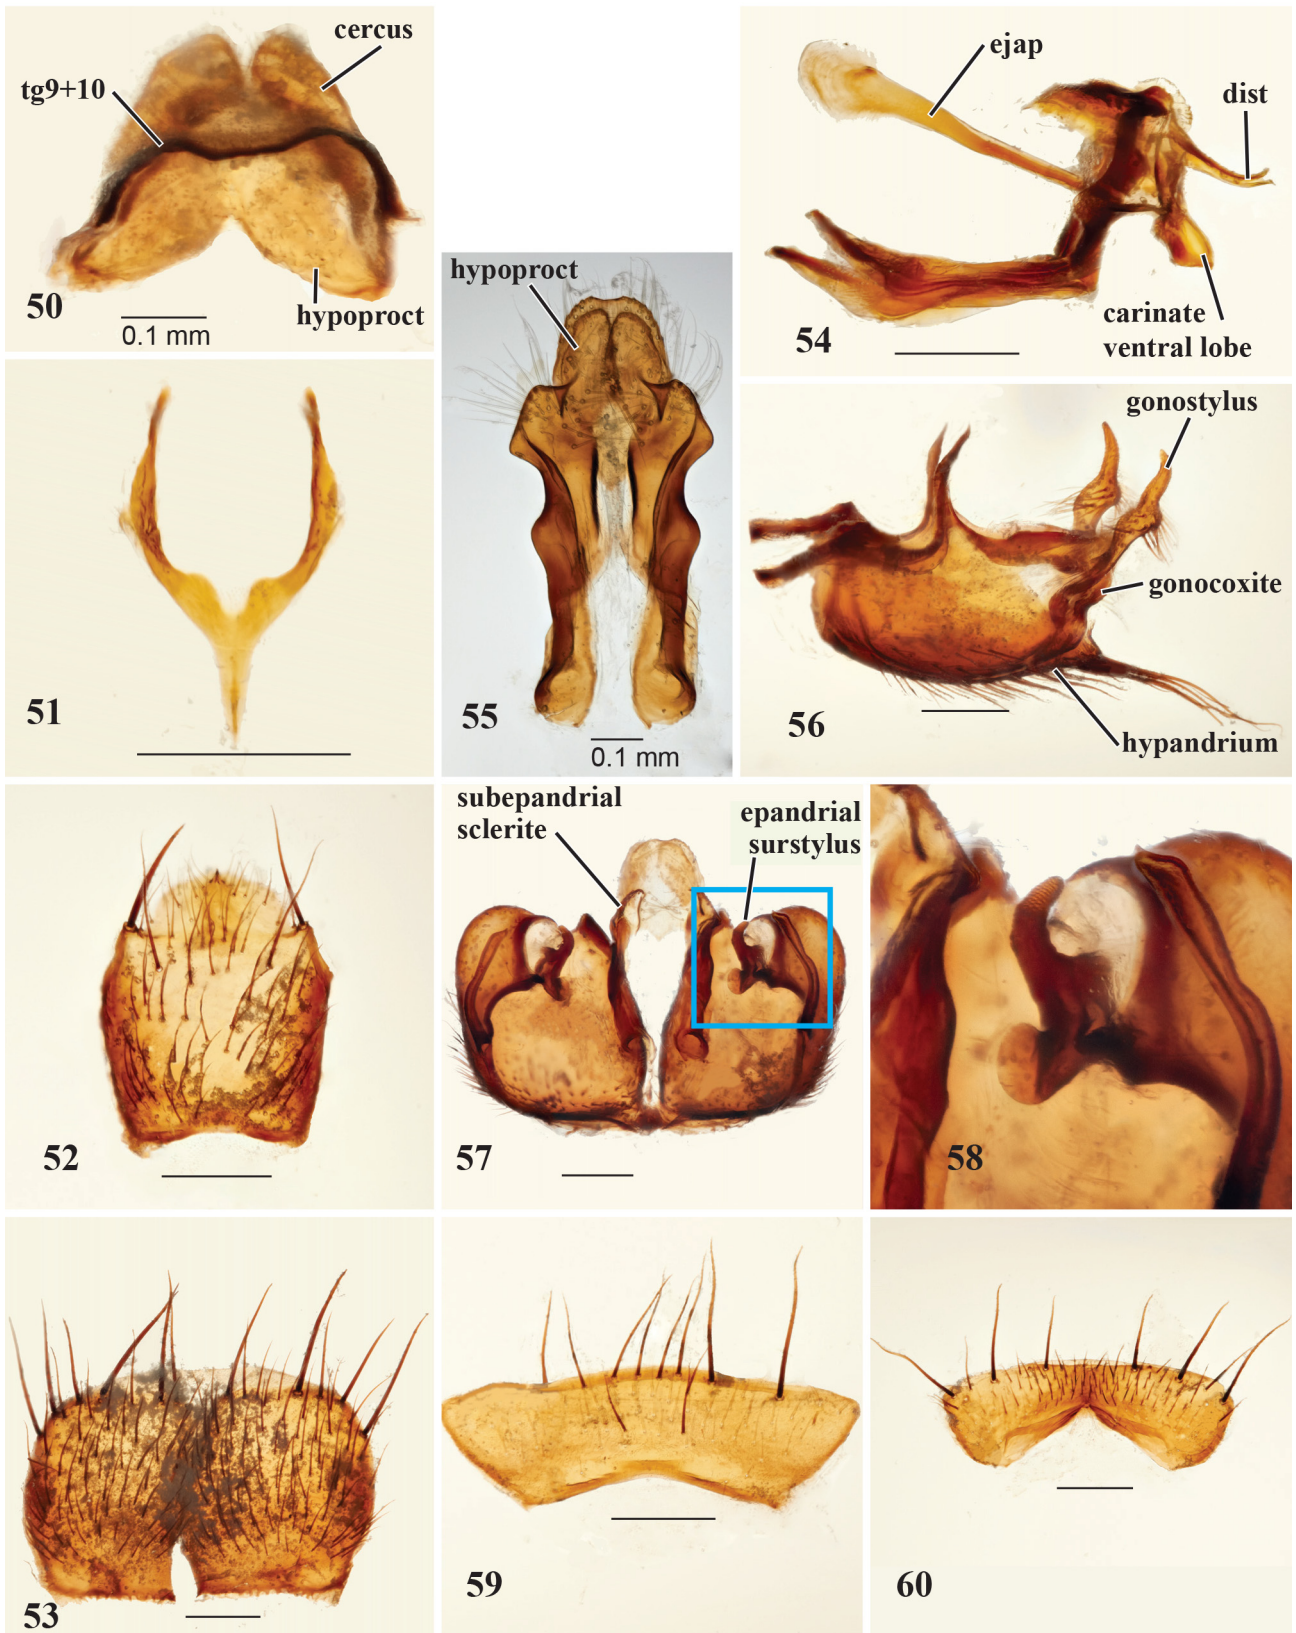 cercus
tg9+10
hypoproct
50
0.1 mm
51
52
53
hypoproct
55
0.1 mm
ejap
dist
carinate
ventral lobe
54
gonostylus
gonocoxite
hypandrium
56
subepandrial
sclerite
epandrial
surstylus
57
58
59
60